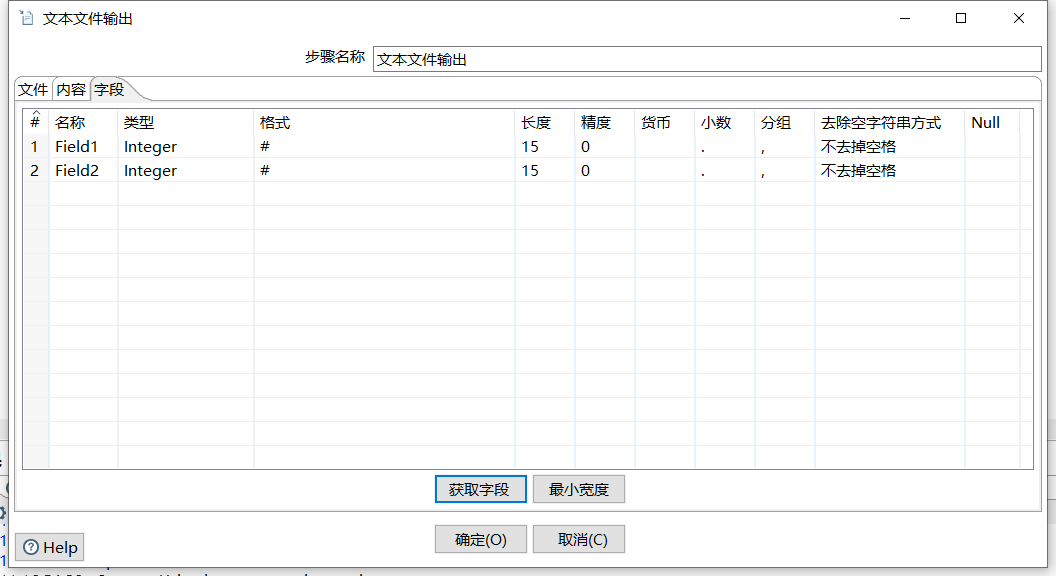 文本文件输出
步骤名称 文本文件输出
文件 内容 字段
# 名称 类型 格式 长度 精度 货币 小数 分组 去除空字符串方式 Null
1 Field1 Integer # 15 0 . , 不去掉空格
2 Field2 Integer # 15 0 . , 不去掉空格
获取字段 最小宽度
确定(O) 取消(C)
Help